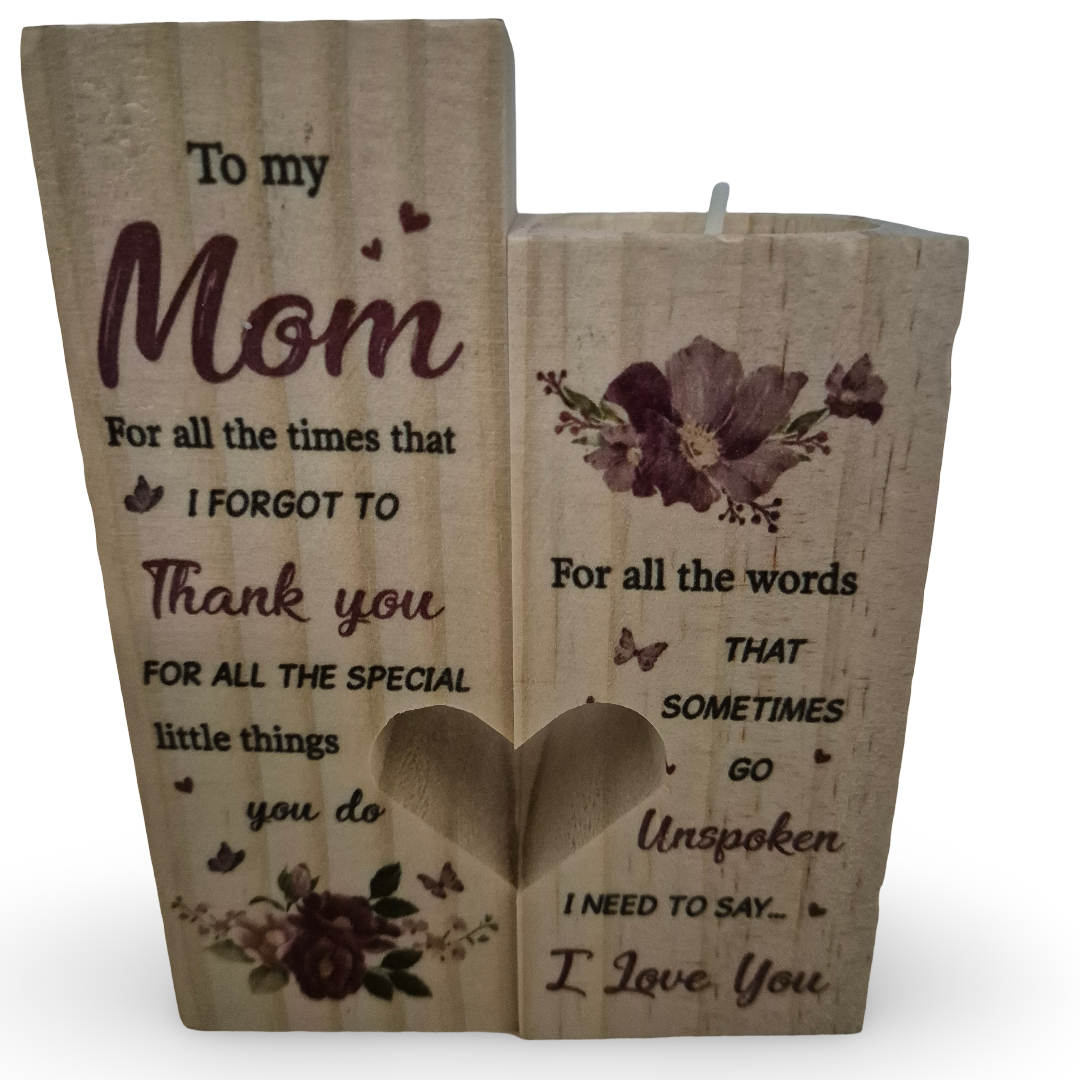 To my
Mom
For all the times that
I FORGOT TO
Thank you
FOR ALL THE SPECIAL
little things
you do
For all the words
THAT
SOMETIMES
GO
Unspoken
I NEED TO SAY...
I Love You